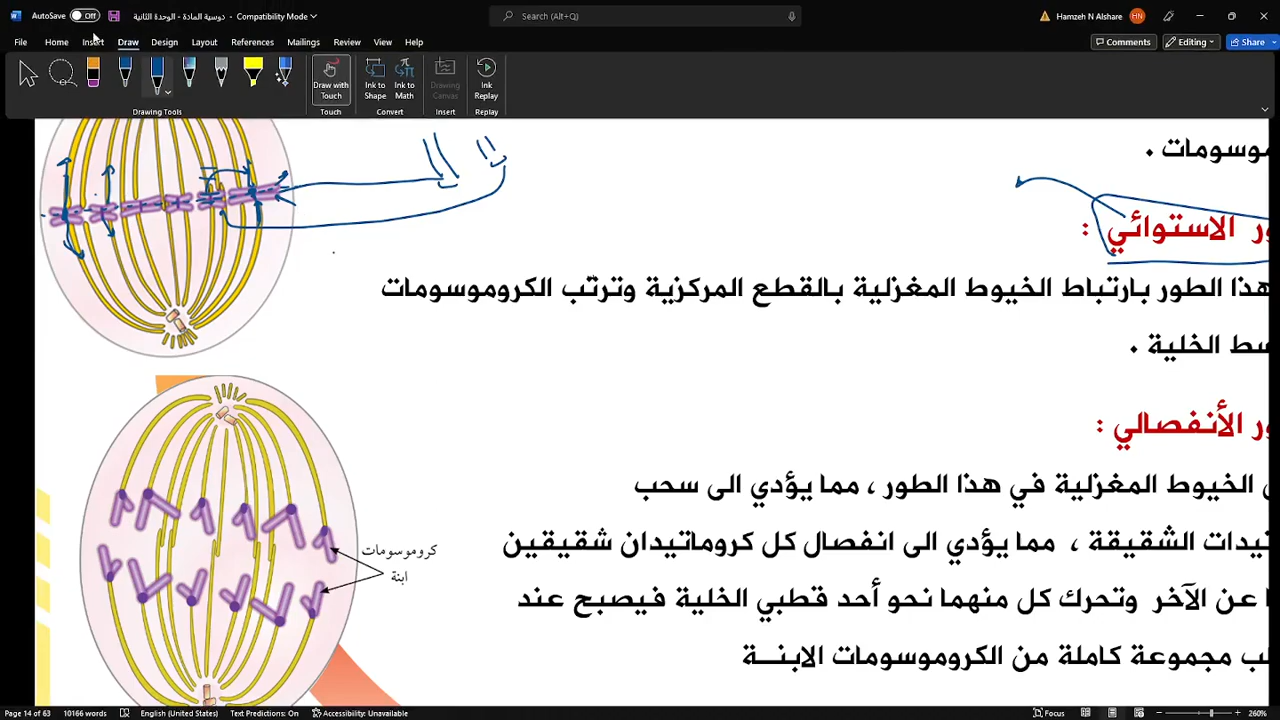 AutoSave Off دوسية المادة - الوحدة الثانية - Compatibility Mode Search (Alt+Q) Hamzeh N Alshare HN
File Home Insert Draw Design Layout References Mailings Review View Help Comments Editing Share
Draw with Touch Ink to Shape Ink to Math Drawing Canvas Ink Replay
Drawing Tools Touch Convert Insert Replay
وسومات .
ور الاستوائي :
هذا الطور بارتباط الخيوط المغزلية بالقطع المركزية وترتّب الكروموسومات
سط الخلية .
ور الأنفصالي :
الخيوط المغزلية في هذا الطور ، مما يؤدي الى سحب
تيدات الشقيقة ، مما يؤدي الى انفصال كل كروماتيدان شقيقين
عن الآخر وتحرك كل منهما نحو أحد قطبي الخلية فيصبح عند
ب مجموعة كاملة من الكروموسومات الابنــة
كروموسومات
ابنة
Page 14 of 63 10166 words English (United States) Text Predictions: On Accessibility: Unavailable Focus 260%